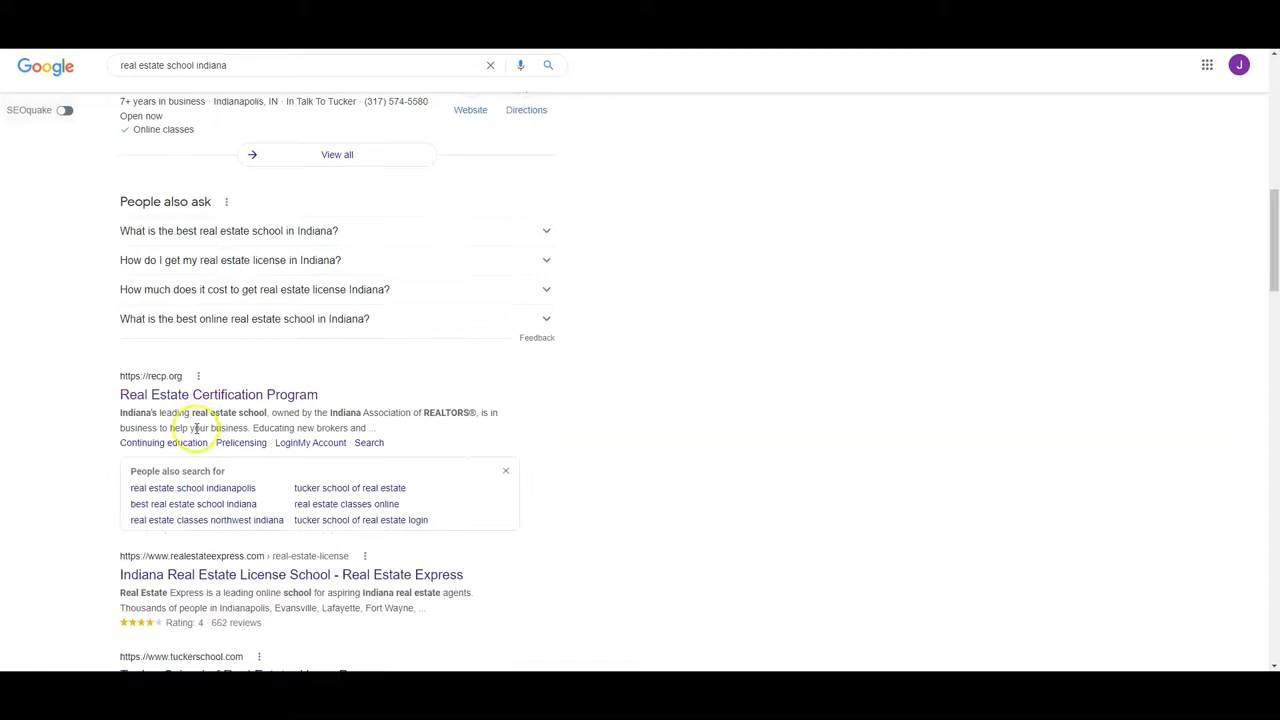 Google
real estate school indiana
J
SEOquake
7+ years in business · Indianapolis, IN · In Talk To Tucker · (317) 574-5580
Open now
Online classes
Website
Directions
View all
People also ask
What is the best real estate school in Indiana?
How do I get my real estate license in Indiana?
How much does it cost to get real estate license Indiana?
What is the best online real estate school in Indiana?
Feedback
https://recp.org
Real Estate Certification Program
Indiana's leading real estate school, owned by the Indiana Association of REALTORS®, is in
business to help your business. Educating new brokers and ...
Continuing education · Prelicensing · LoginMy Account · Search
People also search for
real estate school indianapolis
tucker school of real estate
best real estate school indiana
real estate classes online
real estate classes northwest indiana
tucker school of real estate login
https://www.realestateexpress.com › real-estate-license
Indiana Real Estate License School - Real Estate Express
Real Estate Express is a leading online school for aspiring Indiana real estate agents.
Thousands of people in Indianapolis, Evansville, Lafayette, Fort Wayne, ...
Rating: 4 · 662 reviews
https://www.tuckerschool.com